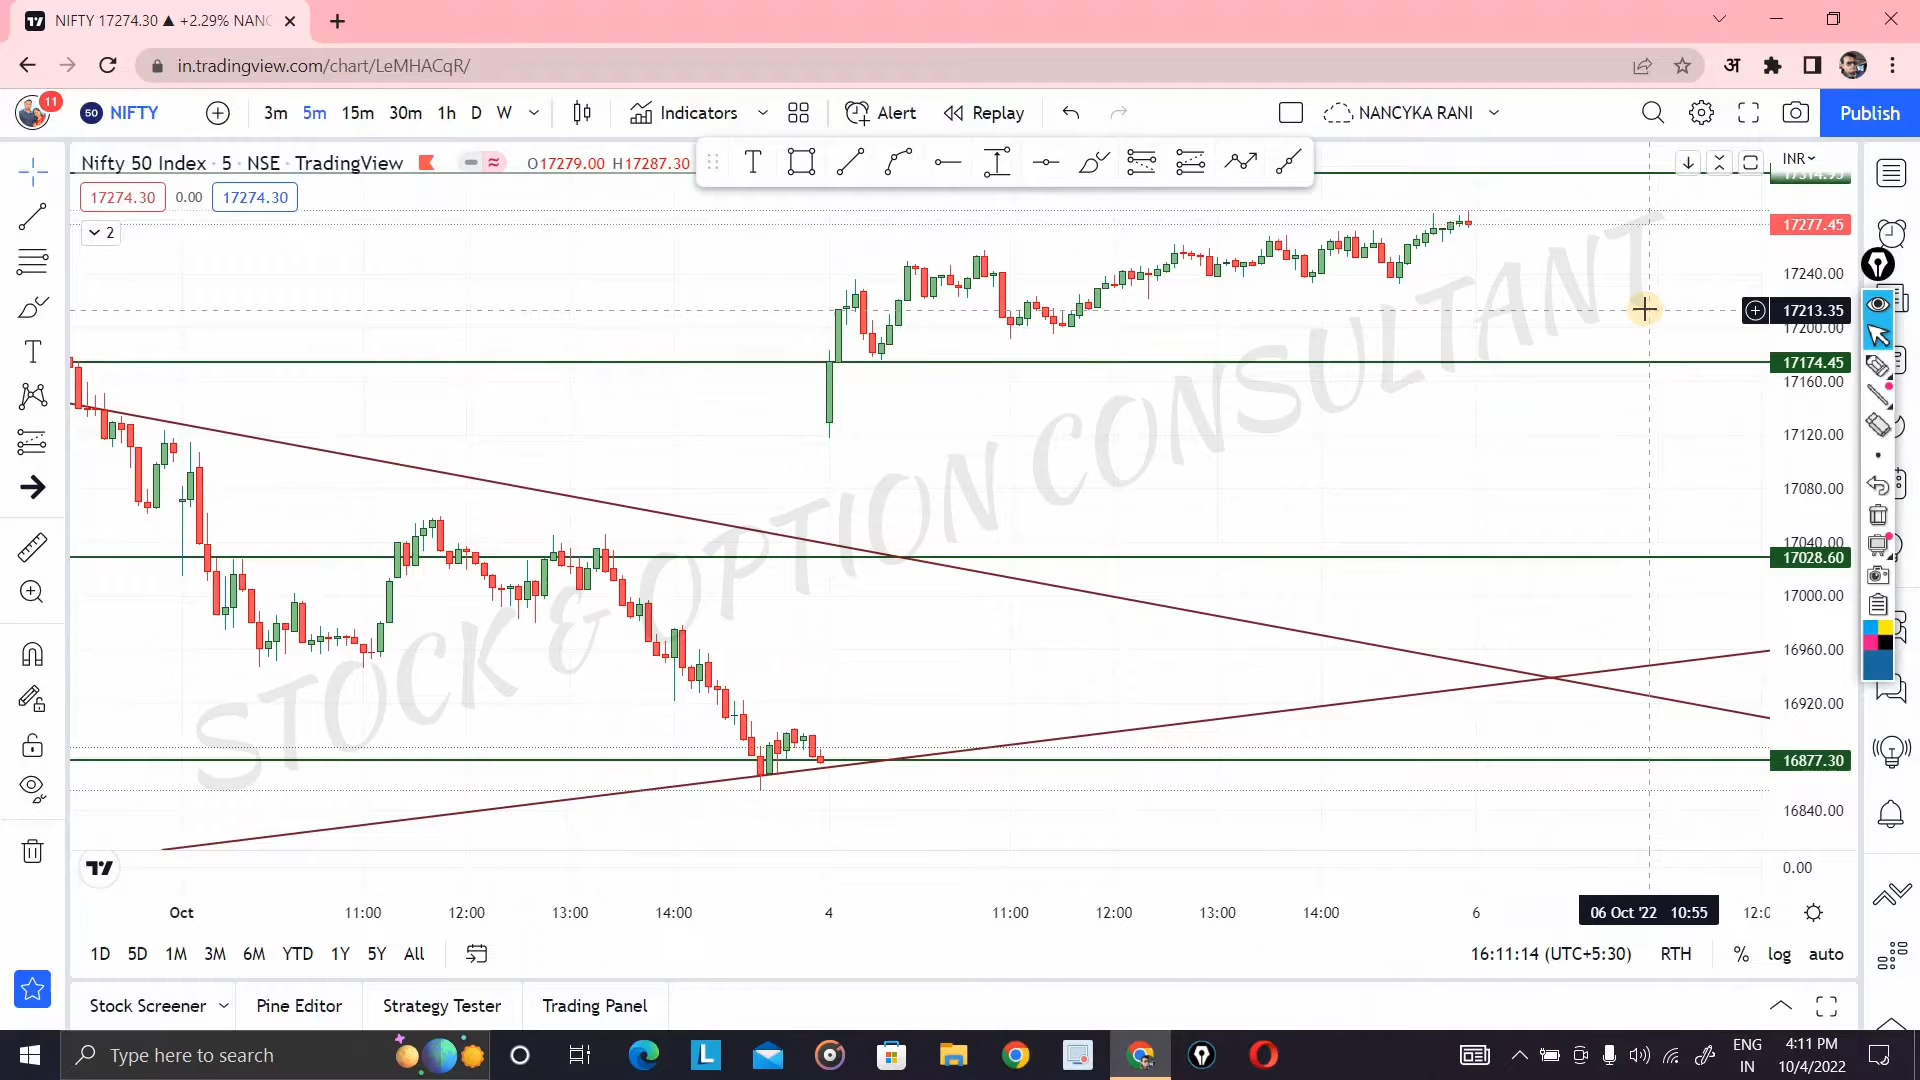 NIFTY 17274.30 ▲ +2.29% NANC
in.tradingview.com/chart/LeMHACqR/
अ
11
50 NIFTY 3m 5m 15m 30m 1h D W Indicators Alert Replay NANCYKA RANI Publish
Nifty 50 Index · 5 · NSE · TradingView O17279.00 H17287.30
INR
17314.95
17274.30 0.00 17274.30
2
17277.45
17240.00
17213.35
17200.00
17174.45
17160.00
17120.00
17080.00
17040.00
17028.60
17000.00
16960.00
16920.00
16877.30
16840.00
0.00
STOCK & OPTION CONSULTANT
Oct 11:00 12:00 13:00 14:00 4 11:00 12:00 13:00 14:00 6 06 Oct '22 10:55 12:0
1D 5D 1M 3M 6M YTD 1Y 5Y All 16:11:14 (UTC+5:30) RTH % log auto
Stock Screener Pine Editor Strategy Tester Trading Panel
Type here to search
L
ENG
IN
4:11 PM
10/4/2022